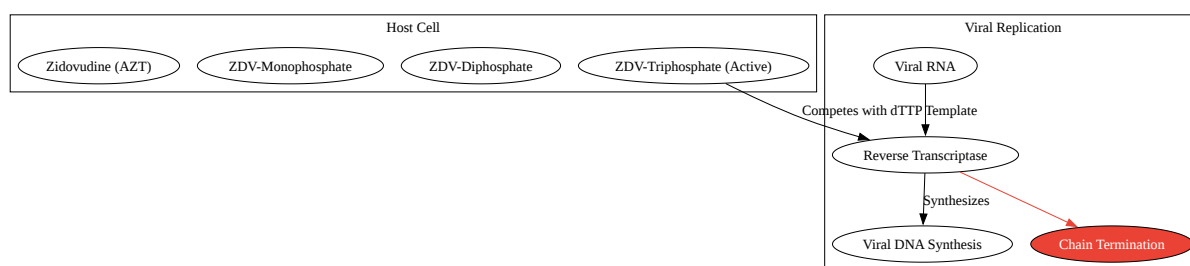 Host Cell
Viral Replication
Zidovudine (AZT)
ZDV-Monophosphate
ZDV-Diphosphate
ZDV-Triphosphate (Active)
Viral RNA
Competes with dTTP
Template
Reverse Transcriptase
Synthesizes
Viral DNA Synthesis
Chain Termination